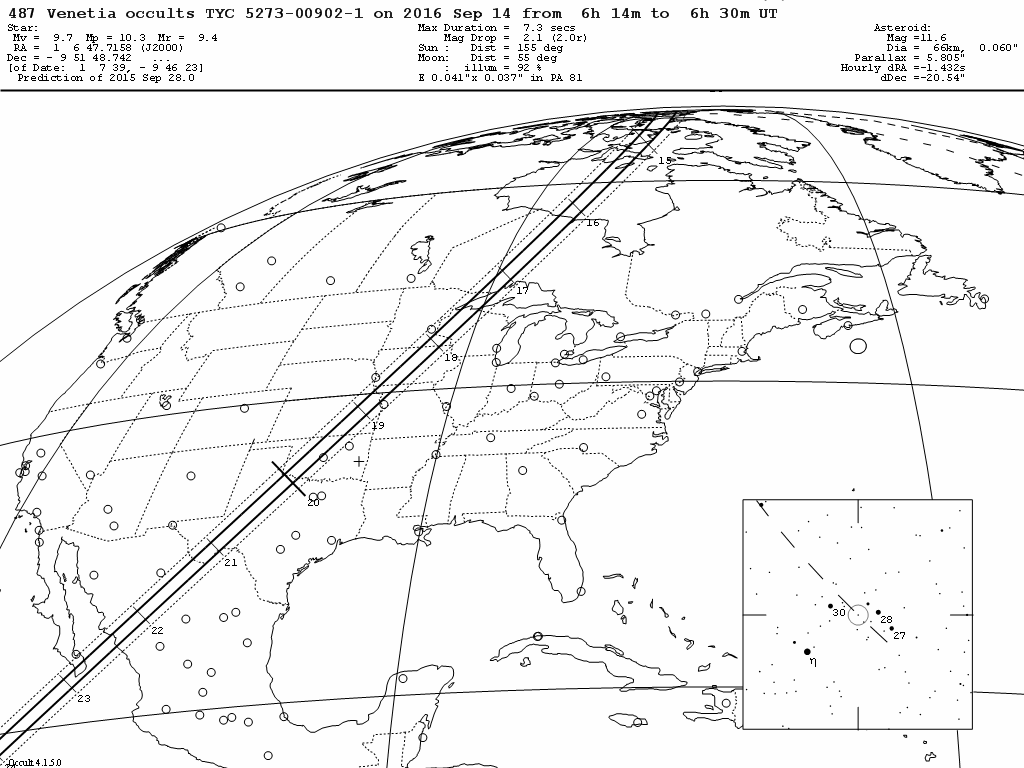 487 Venetia occults TYC 5273-00902-1 on 2016 Sep 14 from  6h 14m to  6h 30m UT
Star:
Mv =  9.7  Mp = 10.3  Mr =  9.4
RA =  1  6 47.7158 (J2000)
Dec = - 9 51 48.742   ...
[of Date:  1  7 39, - 9 46 23]
Prediction of 2015 Sep 28.0
Max Duration =  7.3 secs
Mag Drop =  2.1 (2.0r)
Sun :   Dist = 155 deg
Moon:   Dist = 55 deg
:  illum = 92 %
E 0.041"x 0.037" in PA 81
Asteroid:
Mag =11.6
Dia =  66km,  0.060"
Parallax = 5.805"
Hourly dRA =-1.432s
dDec =-20.54"
15
16
17
18
19
20
21
22
23
30
28
27
η
Occult 4.1.5.0